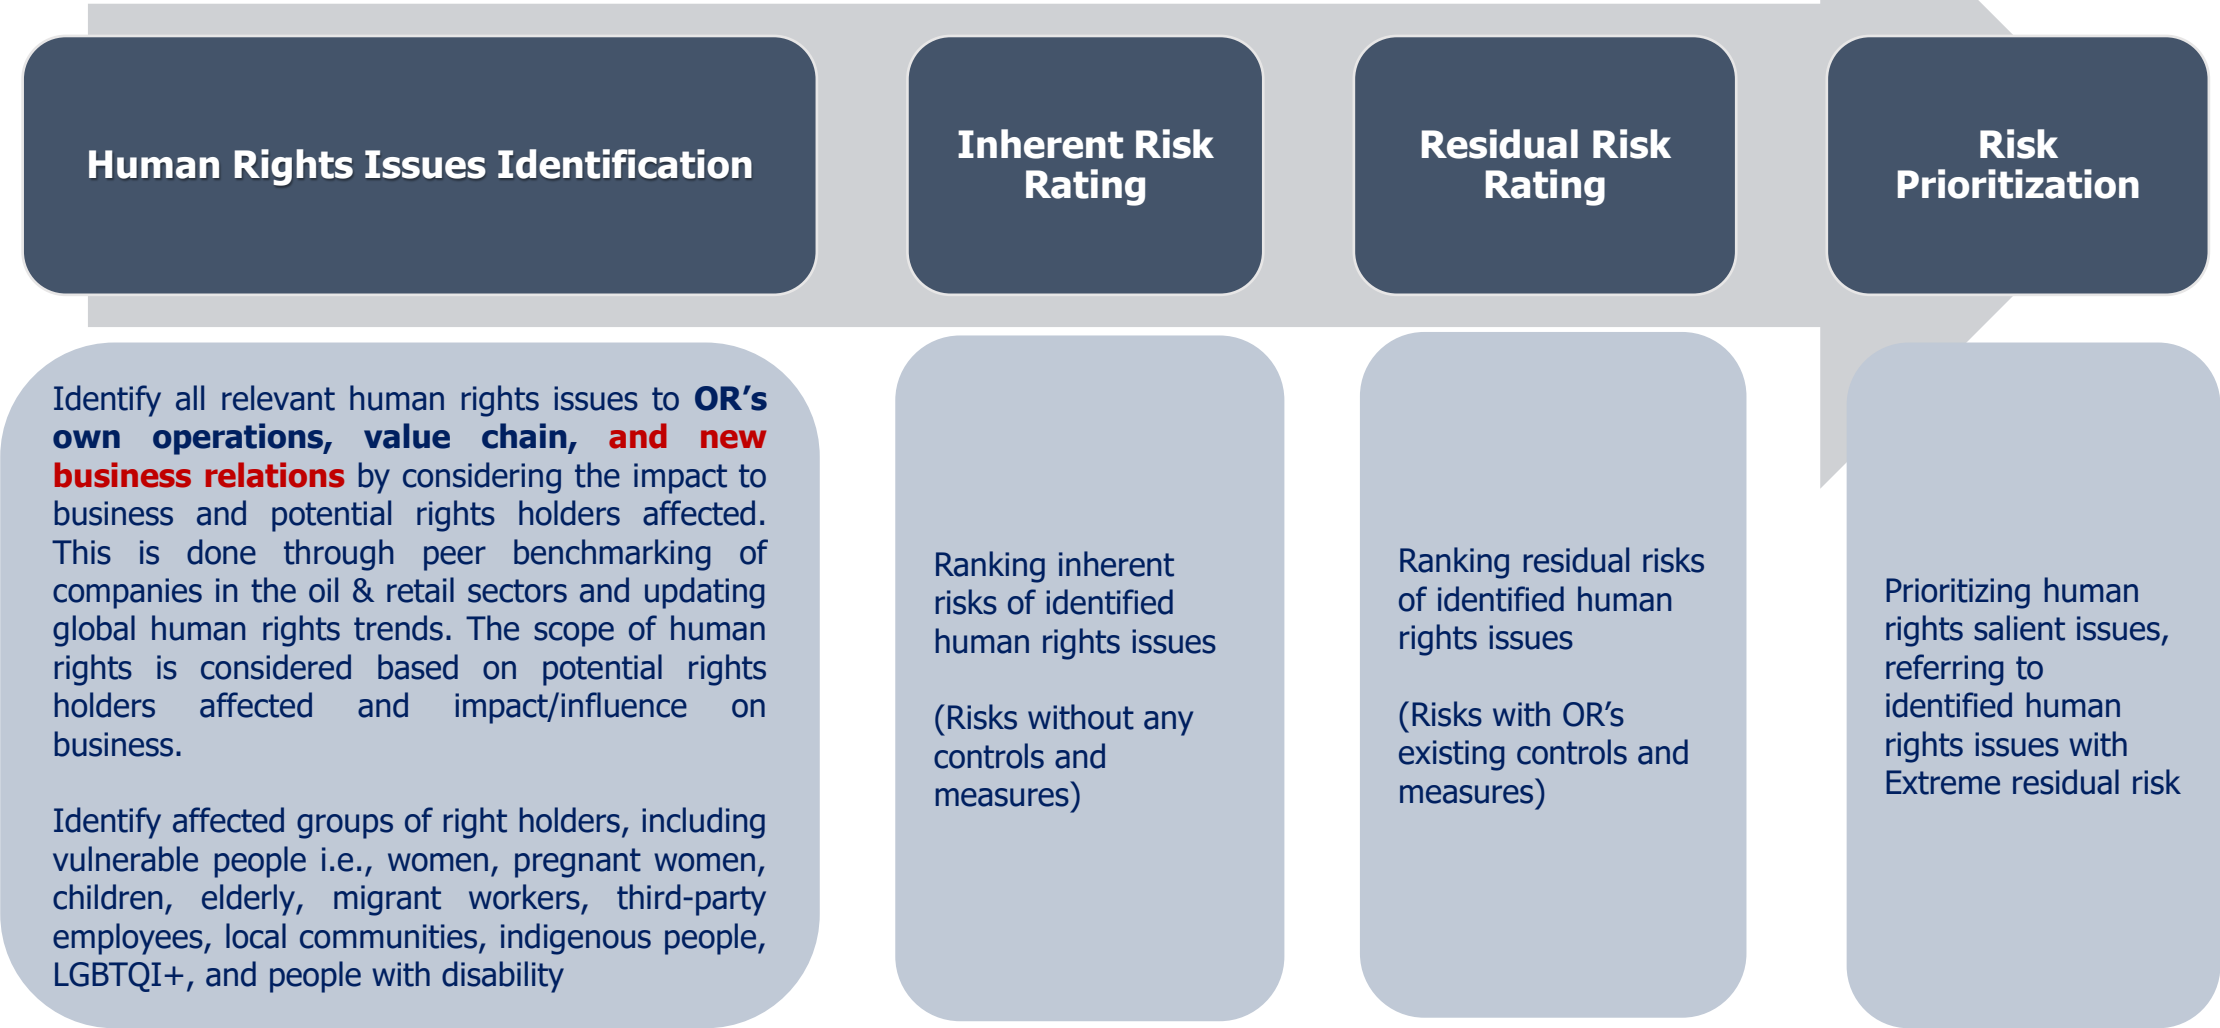 Human Rights Issues Identification
Inherent Risk
Rating
Residual Risk
Rating
Risk
Prioritization
Identify all relevant human rights issues to OR’s
own operations, value chain, and new
business relations by considering the impact to
business and potential rights holders affected.
This is done through peer benchmarking of
companies in the oil & retail sectors and updating
global human rights trends. The scope of human
rights is considered based on potential rights
holders affected and impact/influence on
business.
Identify affected groups of right holders, including
vulnerable people i.e., women, pregnant women,
children, elderly, migrant workers, third-party
employees, local communities, indigenous people,
LGBTQI+, and people with disability
Ranking inherent
risks of identified
human rights issues
(Risks without any
controls and
measures)
Ranking residual risks
of identified human
rights issues
(Risks with OR’s
existing controls and
measures)
Prioritizing human
rights salient issues,
referring to
identified human
rights issues with
Extreme residual risk